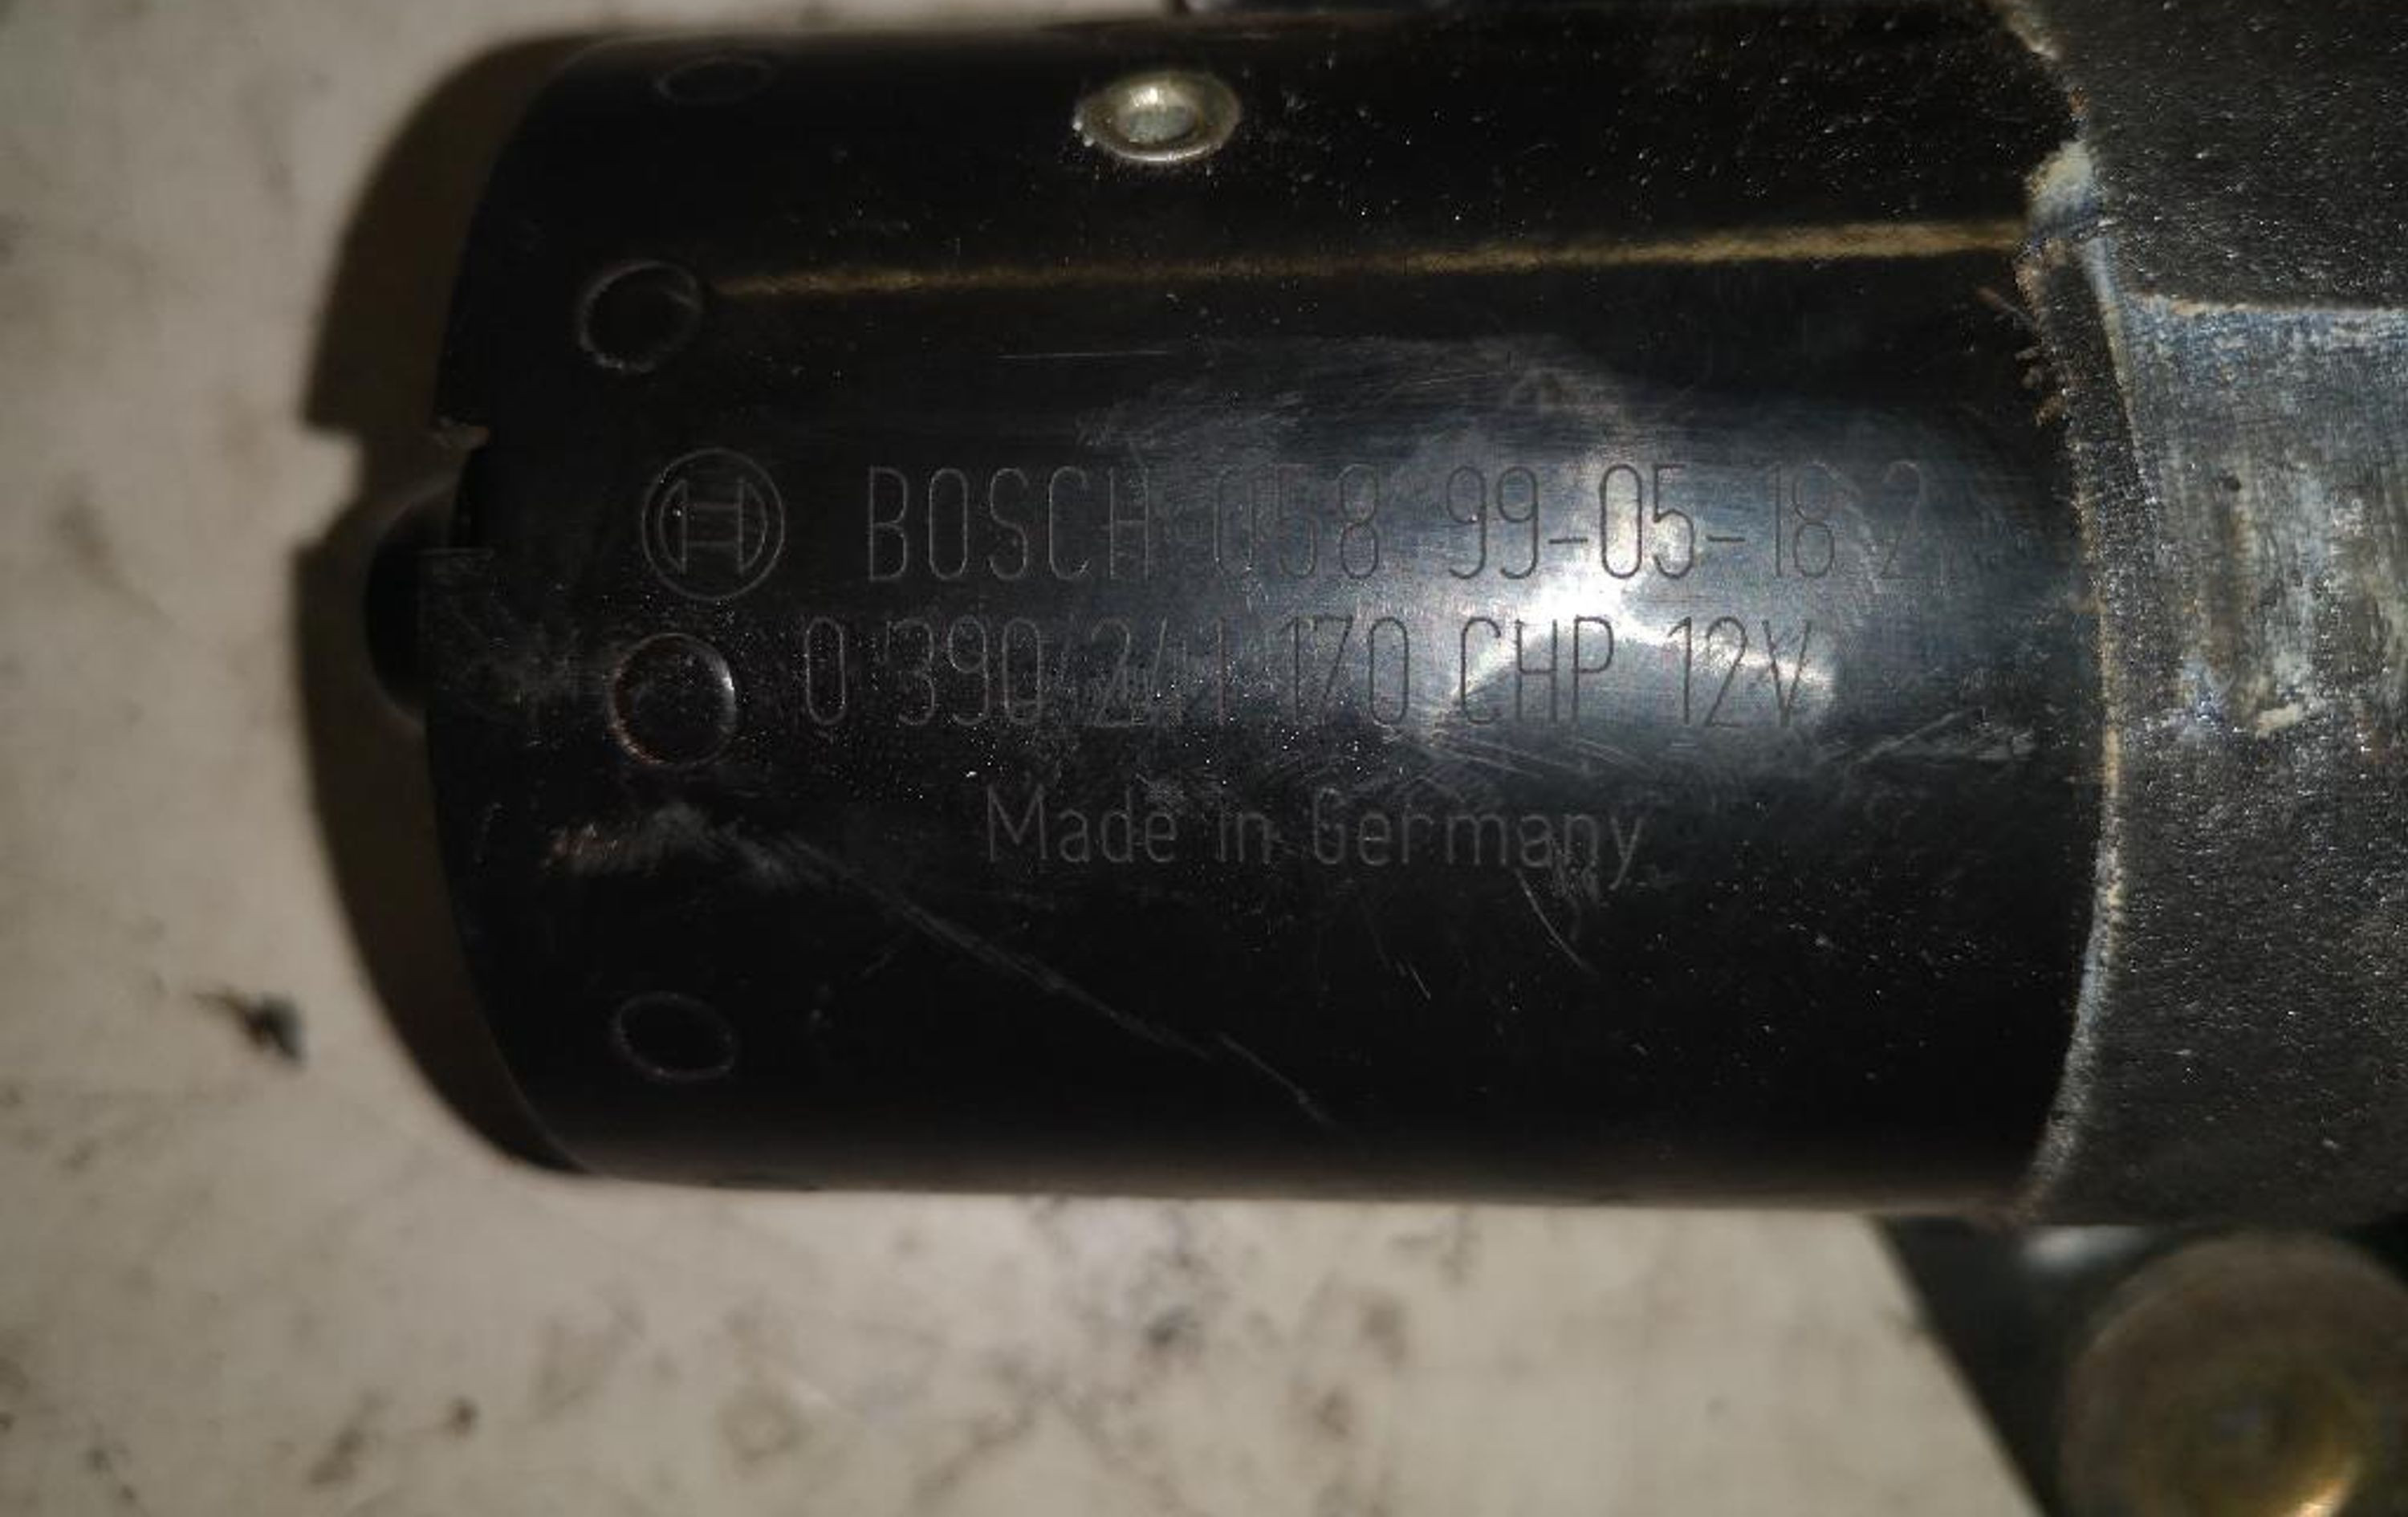 BOSCH 058 99-05-18 2
0 390 241 170 CHP 12V
Made in Germany